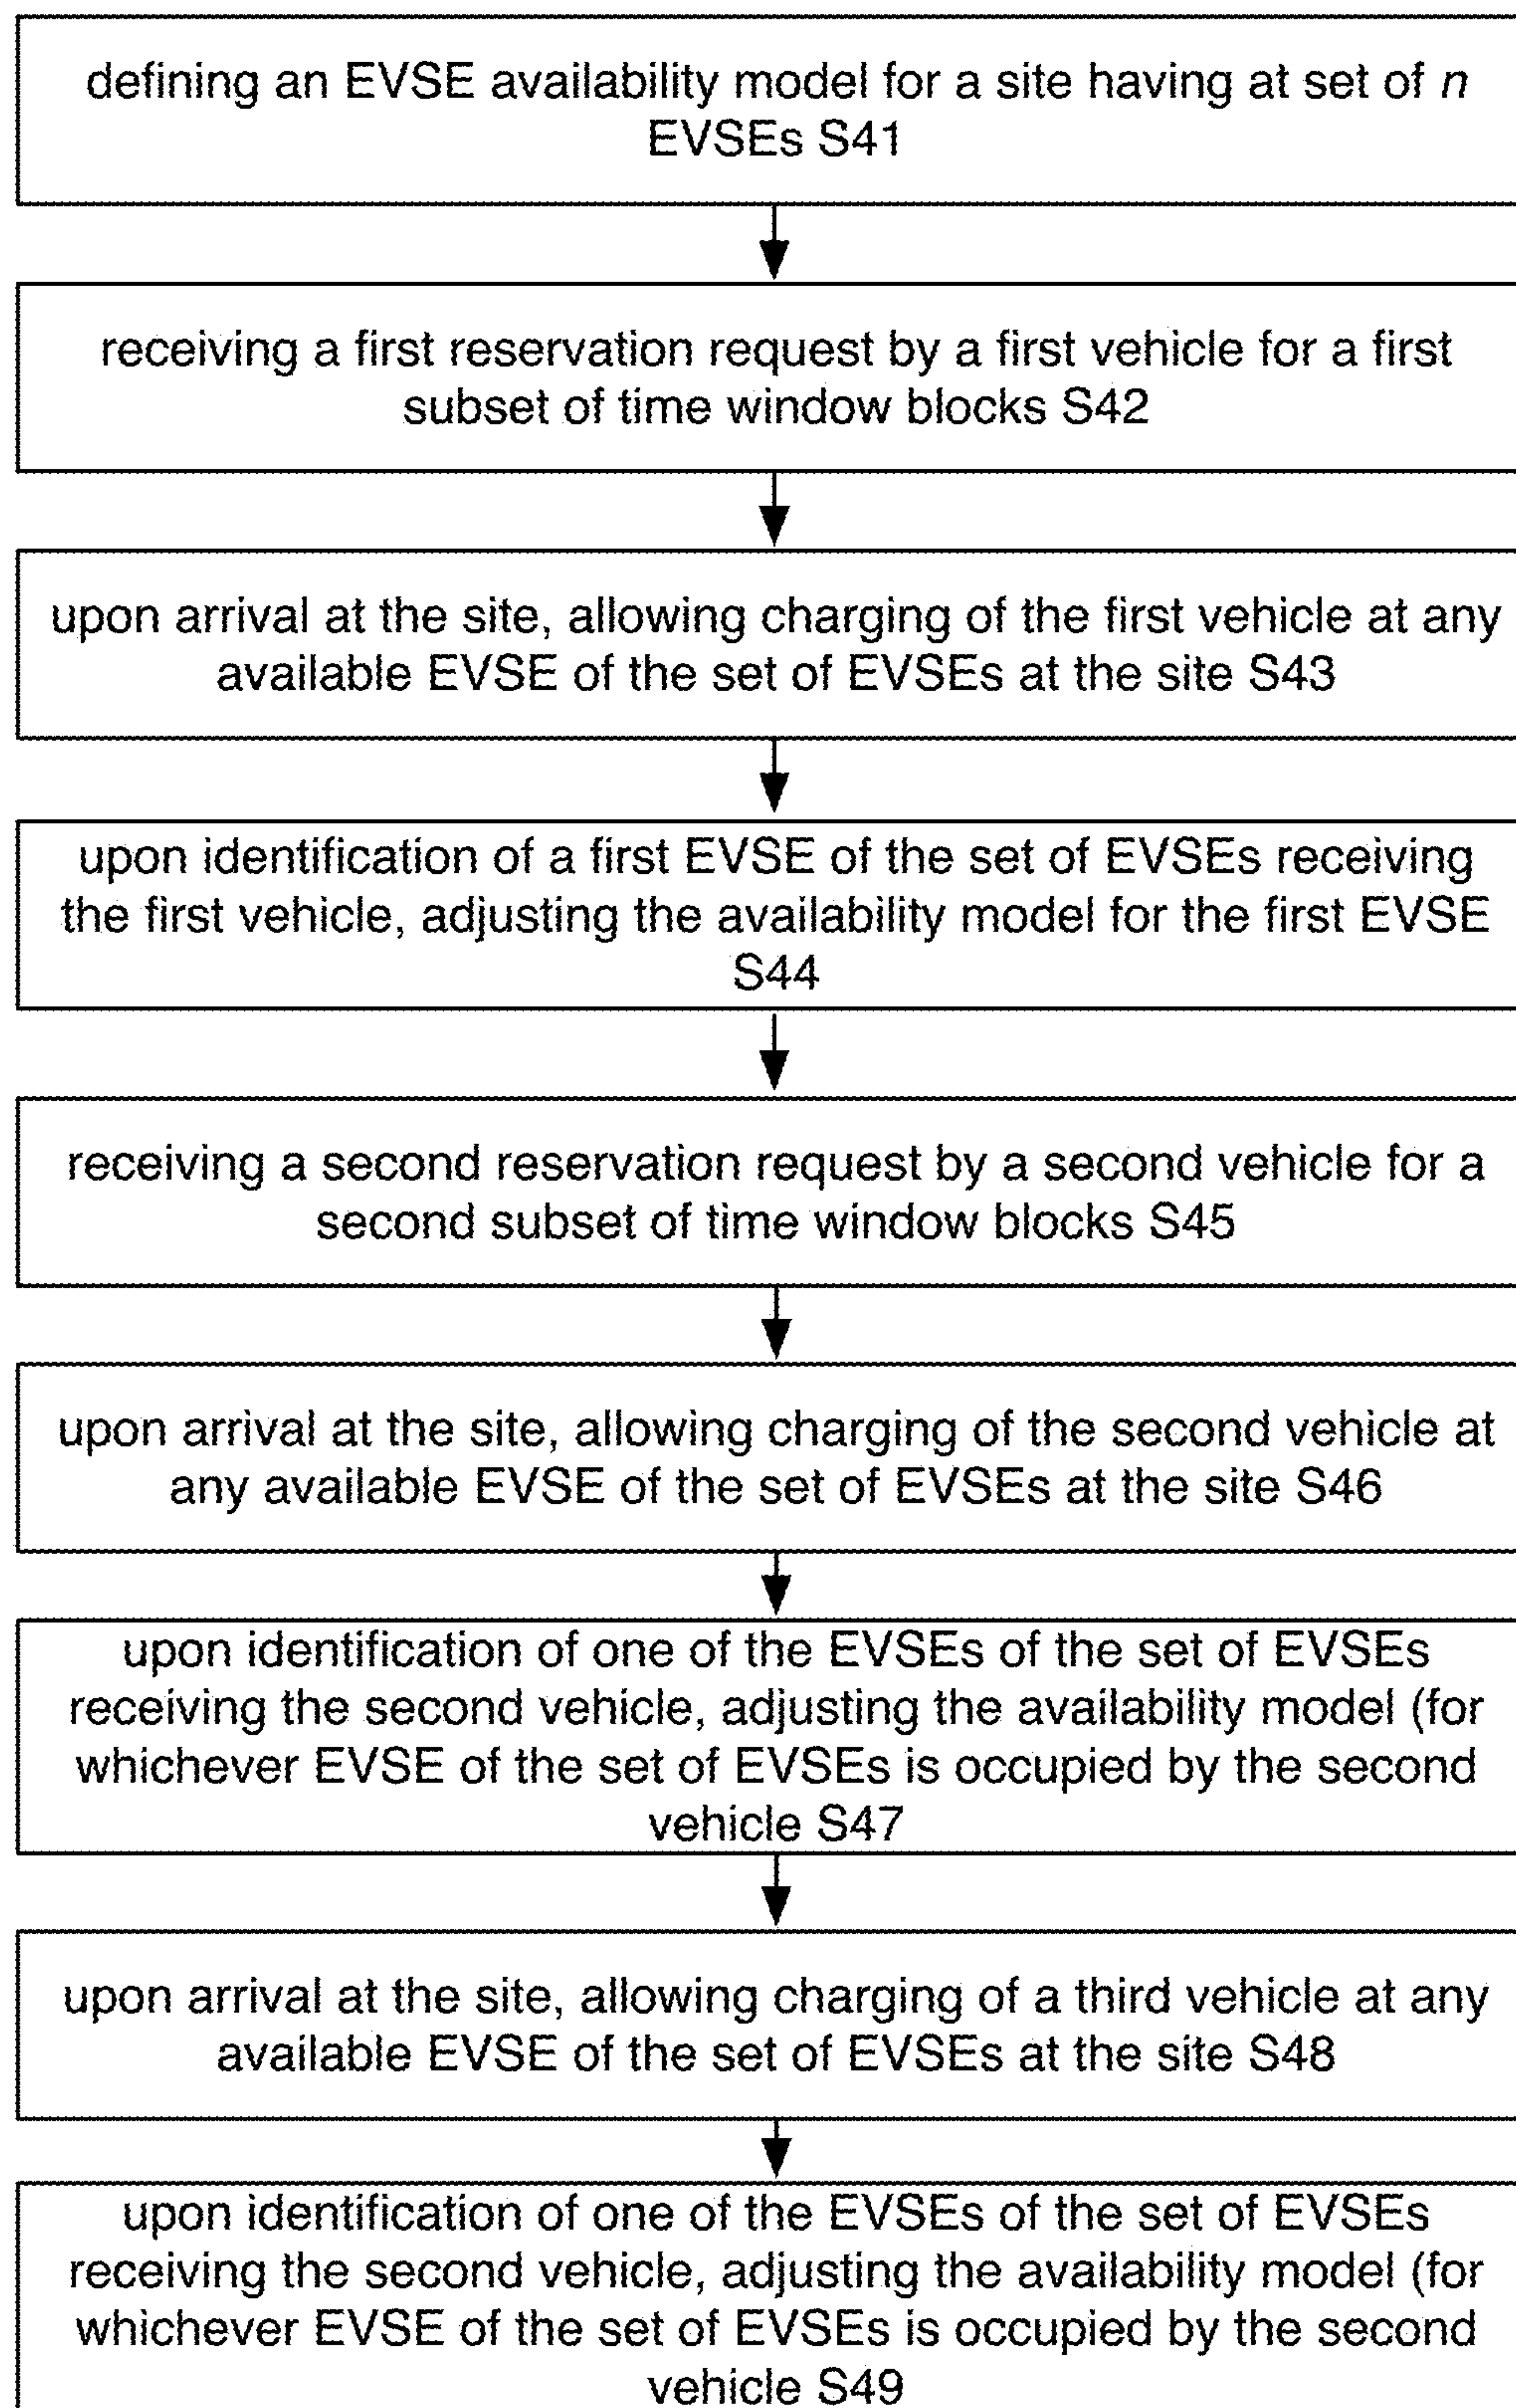 defining an EVSE availability model for a site having at set of n
EVSEs S41
receiving a first reservation request by a first vehicle for a first
subset of time window blocks S42
upon arrival at the site, allowing charging of the first vehicle at any
available EVSE of the set of EVSEs at the site S43
upon identification of a first EVSE of the set of EVSEs receiving
the first vehicle, adjusting the availability model for the first EVSE
S44
receiving a second reservation request by a second vehicle for a
second subset of time window blocks S45
upon arrival at the site, allowing charging of the second vehicle at
any available EVSE of the set of EVSEs at the site S46
upon identification of one of the EVSEs of the set of EVSEs
receiving the second vehicle, adjusting the availability model (for
whichever EVSE of the set of EVSEs is occupied by the second
vehicle S47
upon arrival at the site, allowing charging of a third vehicle at any
available EVSE of the set of EVSEs at the site S48
upon identification of one of the EVSEs of the set of EVSEs
receiving the second vehicle, adjusting the availability model (for
whichever EVSE of the set of EVSEs is occupied by the second
vehicle S49